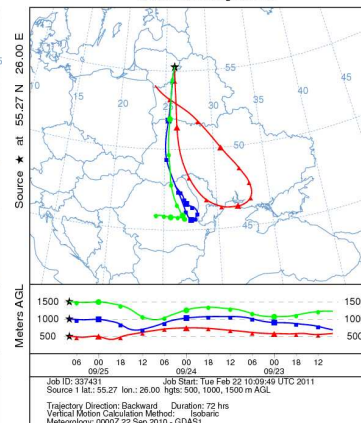 Source ★ at 55.27 N 26.00 E
10
15
20
25
30
35
40
45
55
50
45
Meters AGL
1500
1000
500
150
100
500
06 00 18 12 06 00 18 12 06 00 18 12
09/25 09/24 09/23
Job ID: 337431 Job Start: Tue Feb 22 10:09:49 UTC 2011
Source 1 lat.: 55.27 lon.: 26.00 hgts: 500, 1000, 1500 m AGL
Trajectory Direction: Backward Duration: 72 hrs
Vertical Motion Calculation Method: Isobaric
Meteorology: 0000Z 22 Sep 2010 - GDAS1